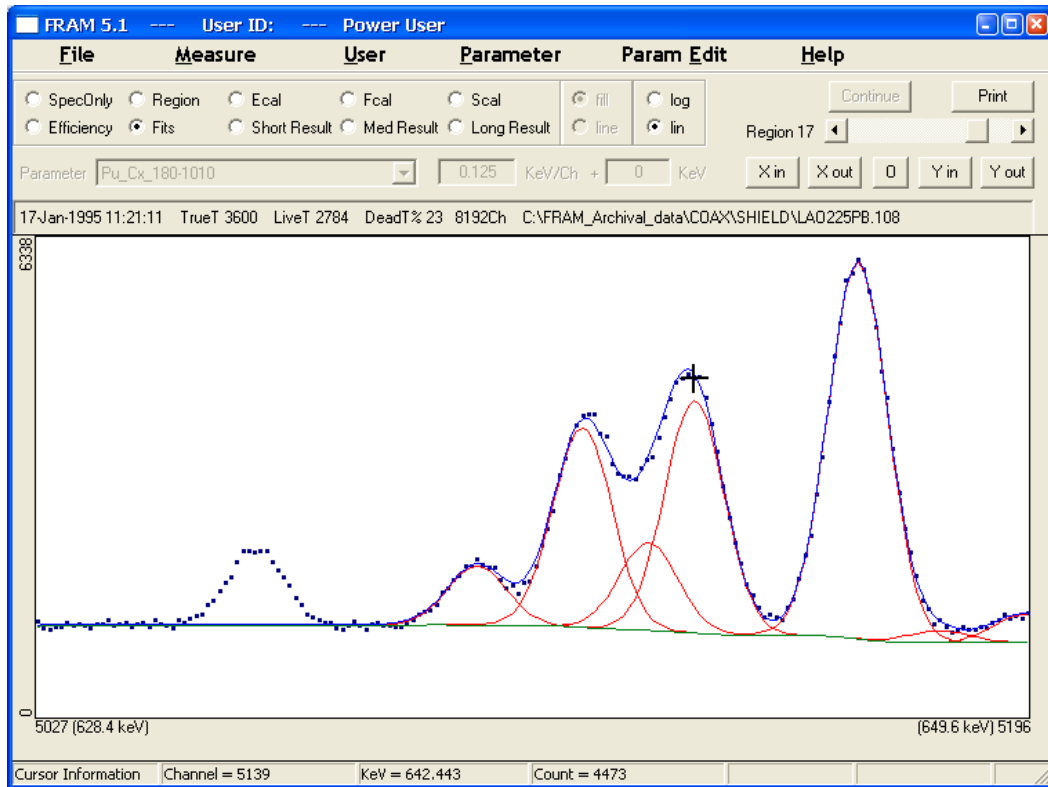 FRAM 5.1 --- User ID: --- Power User
File Measure User Parameter Param Edit Help
SpecOnly Region Ecal Fcal Scal fill log Continue Print
Efficiency Fits Short Result Med Result Long Result line lin Region 17
Parameter Pu_Cx_180-1010 0.125 KeV/Ch + 0 KeV X in X out O Y in Y out
17-Jan-1995 11:21:11 TrueT 3600 LiveT 2784 DeadT% 23 8192Ch C:\FRAM_Archival_data\COAX\SHIELD\LAO225PB.108
6338
0
5027 (628.4 keV) (649.6 keV) 5196
Cursor Information Channel = 5139 KeV = 642.443 Count = 4473